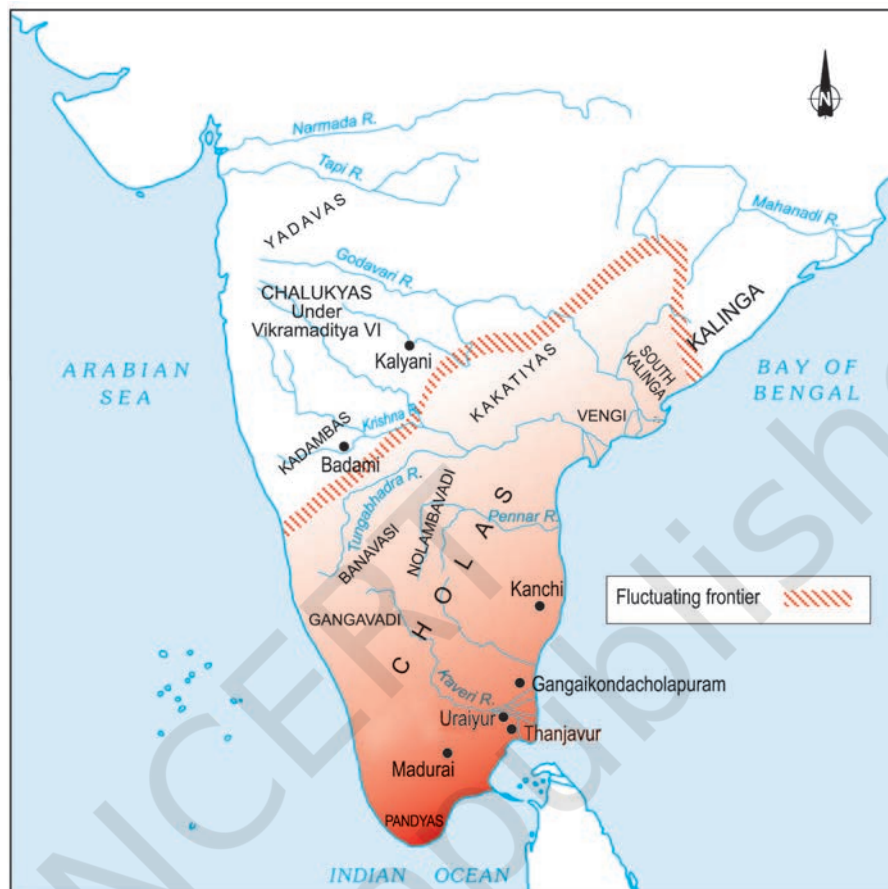 Narmada R.
Tapi R.
Mahanadi R.
YADAVAS
Godavari R.
CHALUKYAS
Under
Vikramaditya VI
Kalyani
KALINGA
ARABIAN
SEA
BAY OF
BENGAL
KAKATIYAS
SOUTH
KALINGA
VENGI
Krishna R.
KADAMBAS
Badami
Tungabhadra R.
BANAVASI
NOLAMBAVADI
Pennar R.
CHOLAS
Kanchi
Fluctuating frontier
GANGAVADI
Kaveri R.
Gangaikondacholapuram
Uraiyur
Thanjavur
Madurai
PANDYAS
INDIAN OCEAN
N
NCERT